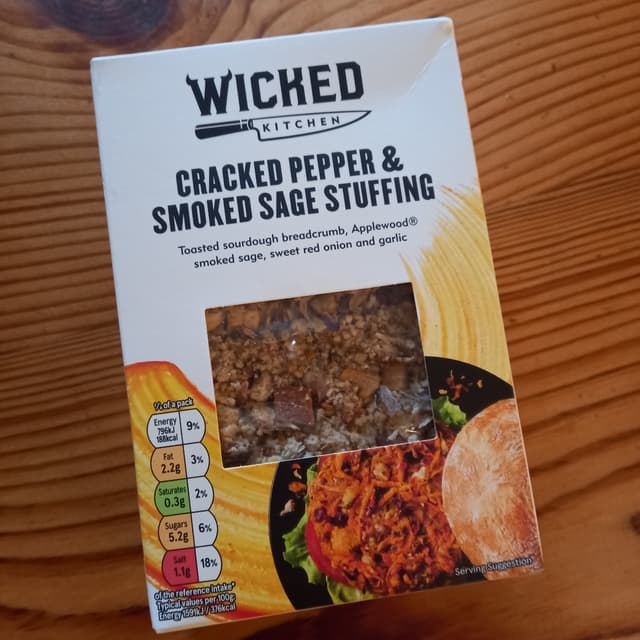 WICKED
KITCHEN
CRACKED PEPPER &
SMOKED SAGE STUFFING
Toasted sourdough breadcrumb, Applewood®
smoked sage, sweet red onion and garlic
½ of a pack
Energy
796kJ
188kcal
9%
Fat
2.2g
3%
Saturates
0.3g
2%
Sugars
5.2g
6%
Salt
1.1g
18%
of the reference intake*
Typical values per 100g:
Energy 1591kJ / 376kcal
Serving Suggestion